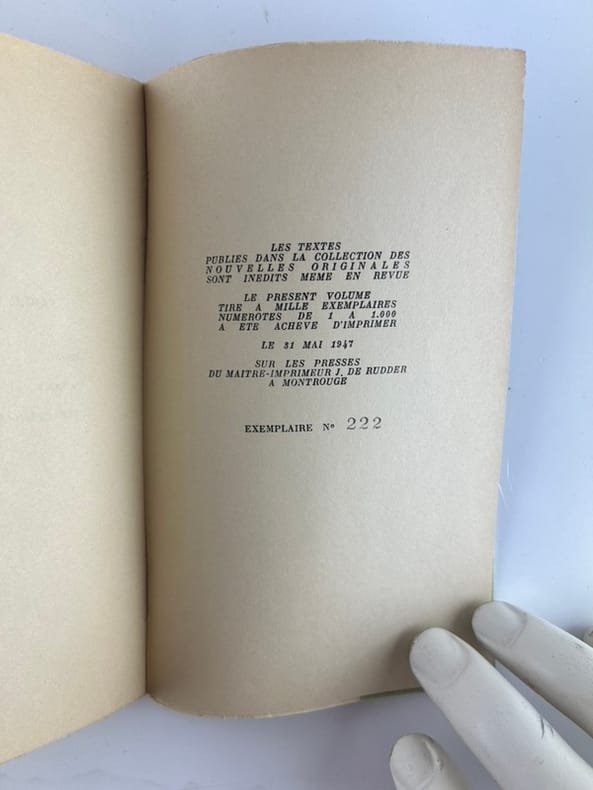 LES TEXTES
PUBLIES DANS LA COLLECTION DES
NOUVELLES ORIGINALES
SONT INEDITS MEME EN REVUE
LE PRESENT VOLUME
TIRE A MILLE EXEMPLAIRES
NUMEROTES DE 1 A 1.000
A ETE ACHEVE D'IMPRIMER
LE 31 MAI 1947
SUR LES PRESSES
DU MAITRE-IMPRIMEUR J. DE RUDDER
A MONTROUGE
EXEMPLAIRE Nº 222